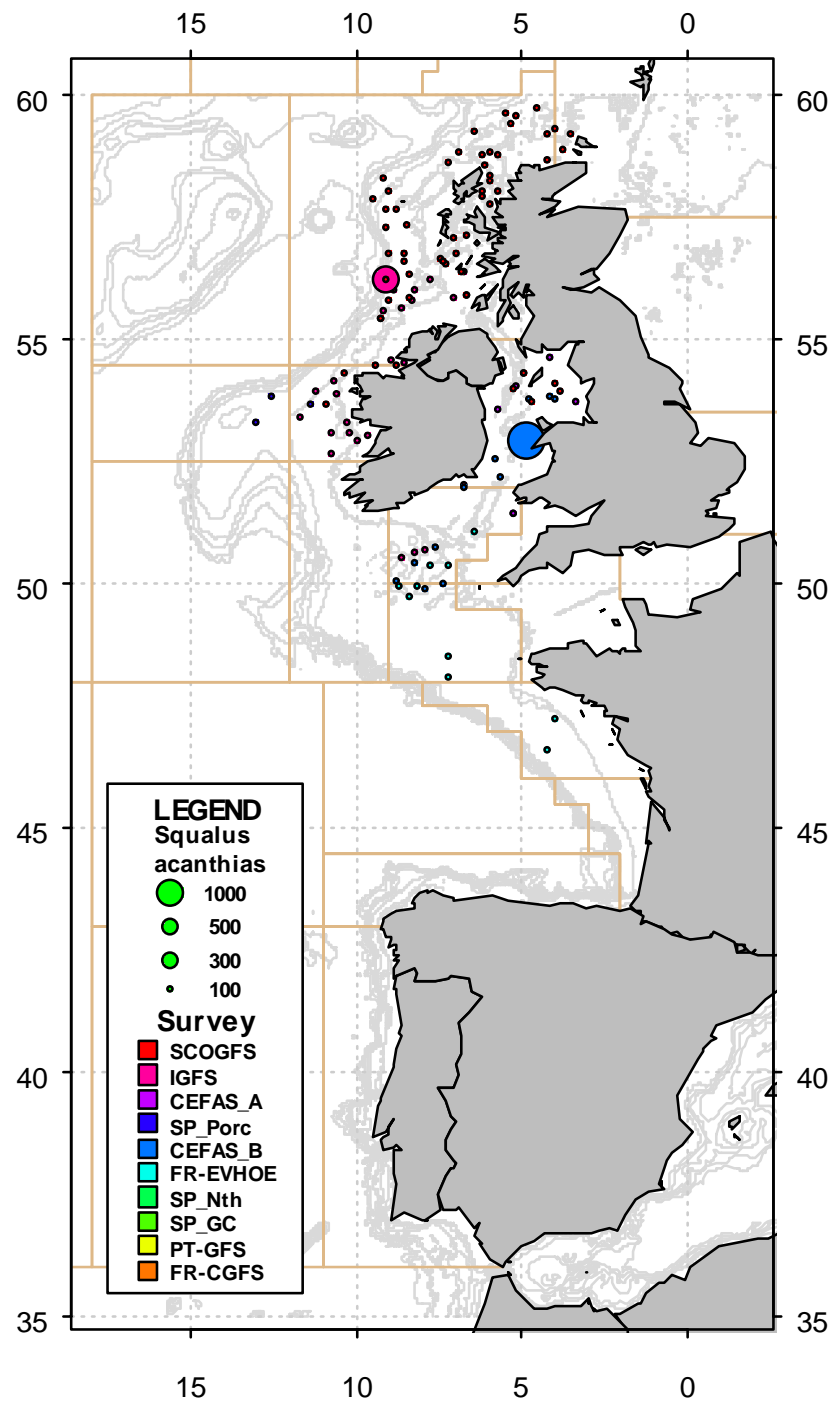 15 10 5 0
60 60
55 55
50 50
45 45
LEGEND
Squalus
acanthias
1000
500
300
100
Survey
SCOGFS
IGFS
CEFAS_A
SP_Porc
CEFAS_B
FR-EVHOE
SP_Nth
SP_GC
PT-GFS
FR-CGFS
40 40
35 35
15 10 5 0